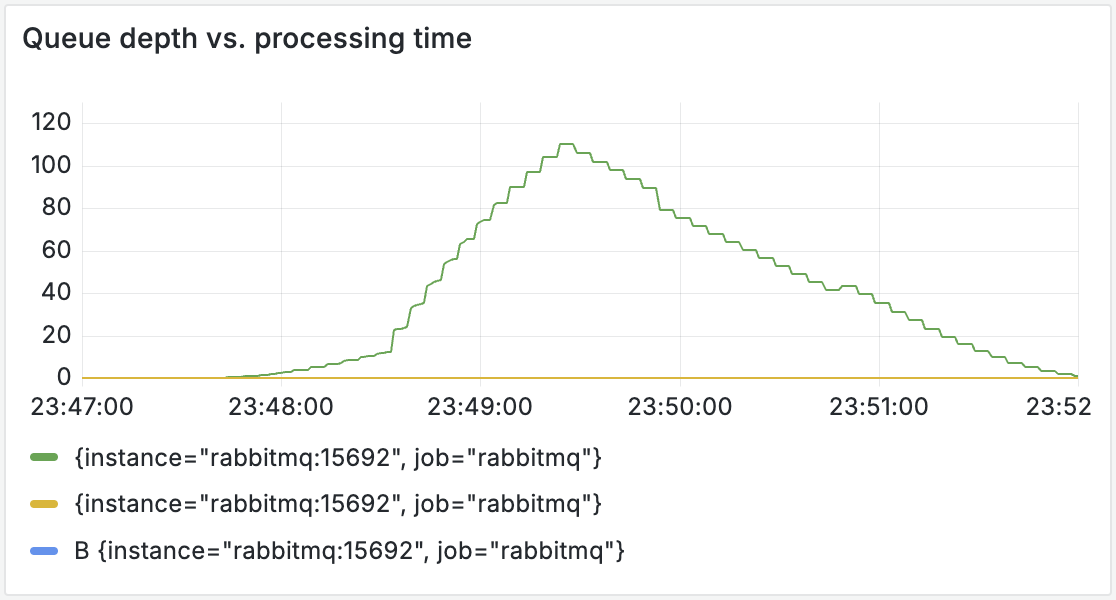 Queue depth vs. processing time
120
100
80
60
40
20
0
23:47:00 23:48:00 23:49:00 23:50:00 23:51:00 23:52
{instance="rabbitmq:15692", job="rabbitmq"}
{instance="rabbitmq:15692", job="rabbitmq"}
B {instance="rabbitmq:15692", job="rabbitmq"}